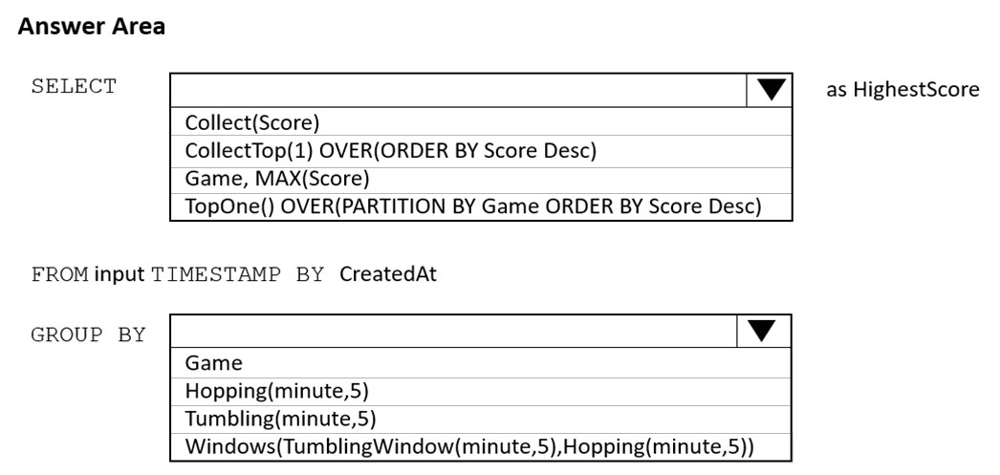 Answer Area
SELECT
as HighestScore
Collect(Score)
CollectTop(1) OVER(ORDER BY Score Desc)
Game, MAX(Score)
TopOne() OVER(PARTITION BY Game ORDER BY Score Desc)
FROM input TIMESTAMP BY CreatedAt
GROUP BY
Game
Hopping(minute,5)
Tumbling(minute,5)
Windows(TumblingWindow(minute,5),Hopping(minute,5))